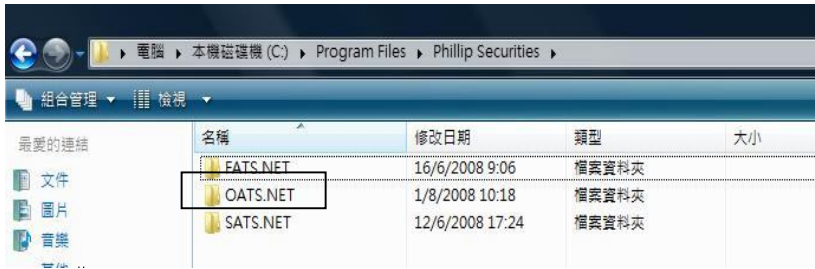 電腦 ▸ 本機磁碟機 (C:) ▸ Program Files ▸ Phillip Securities ▸
組合管理 ▾ 檢視 ▾
最愛的連結
名稱 修改日期 類型 大小
文件
圖片
音樂
FATS.NET 16/6/2008 9:06 檔案資料夾
OATS.NET 1/8/2008 10:18 檔案資料夾
SATS.NET 12/6/2008 17:24 檔案資料夾